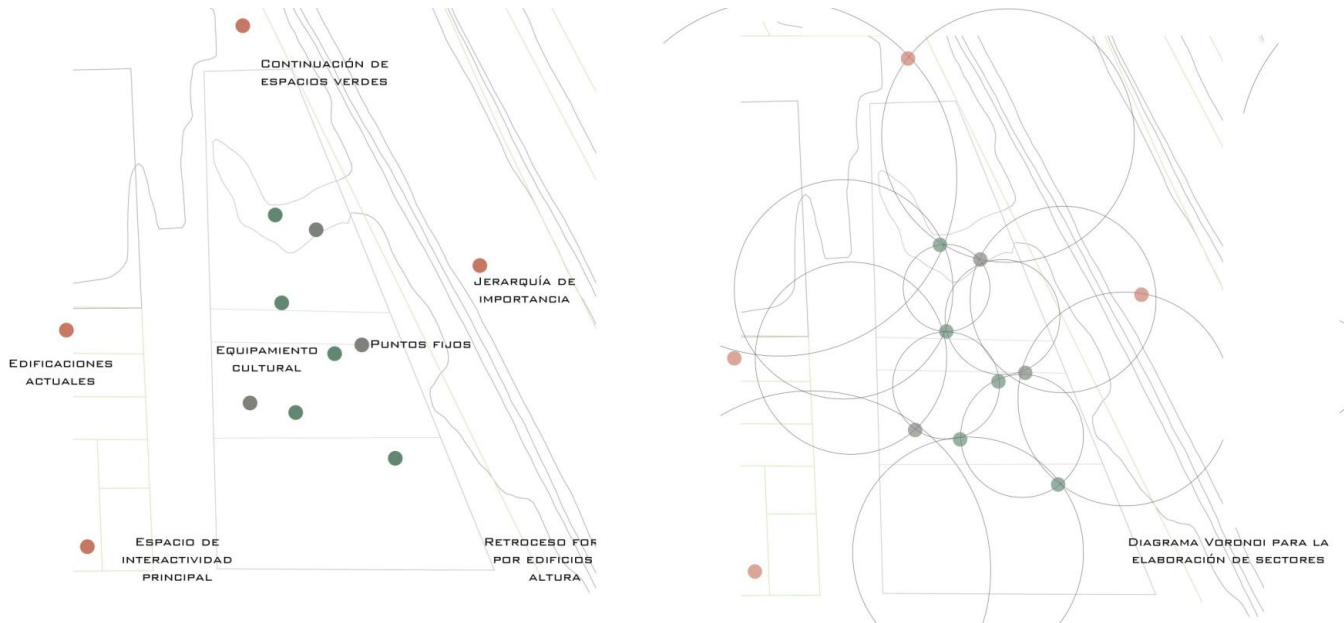 CONTINUACIÓN DE
ESPACIOS VERDES
JERARQUÍA DE
IMPORTANCIA
EDIFICACIONES
ACTUALES
EQUIPAMIENTO
CULTURAL
PUNTOS FIJOS
ESPACIO DE
INTERACTIVIDAD
PRINCIPAL
RETROCESO FOR
POR EDIFICIOS
ALTURA
DIAGRAMA VORONOI PARA LA
ELABORACIÓN DE SECTORES